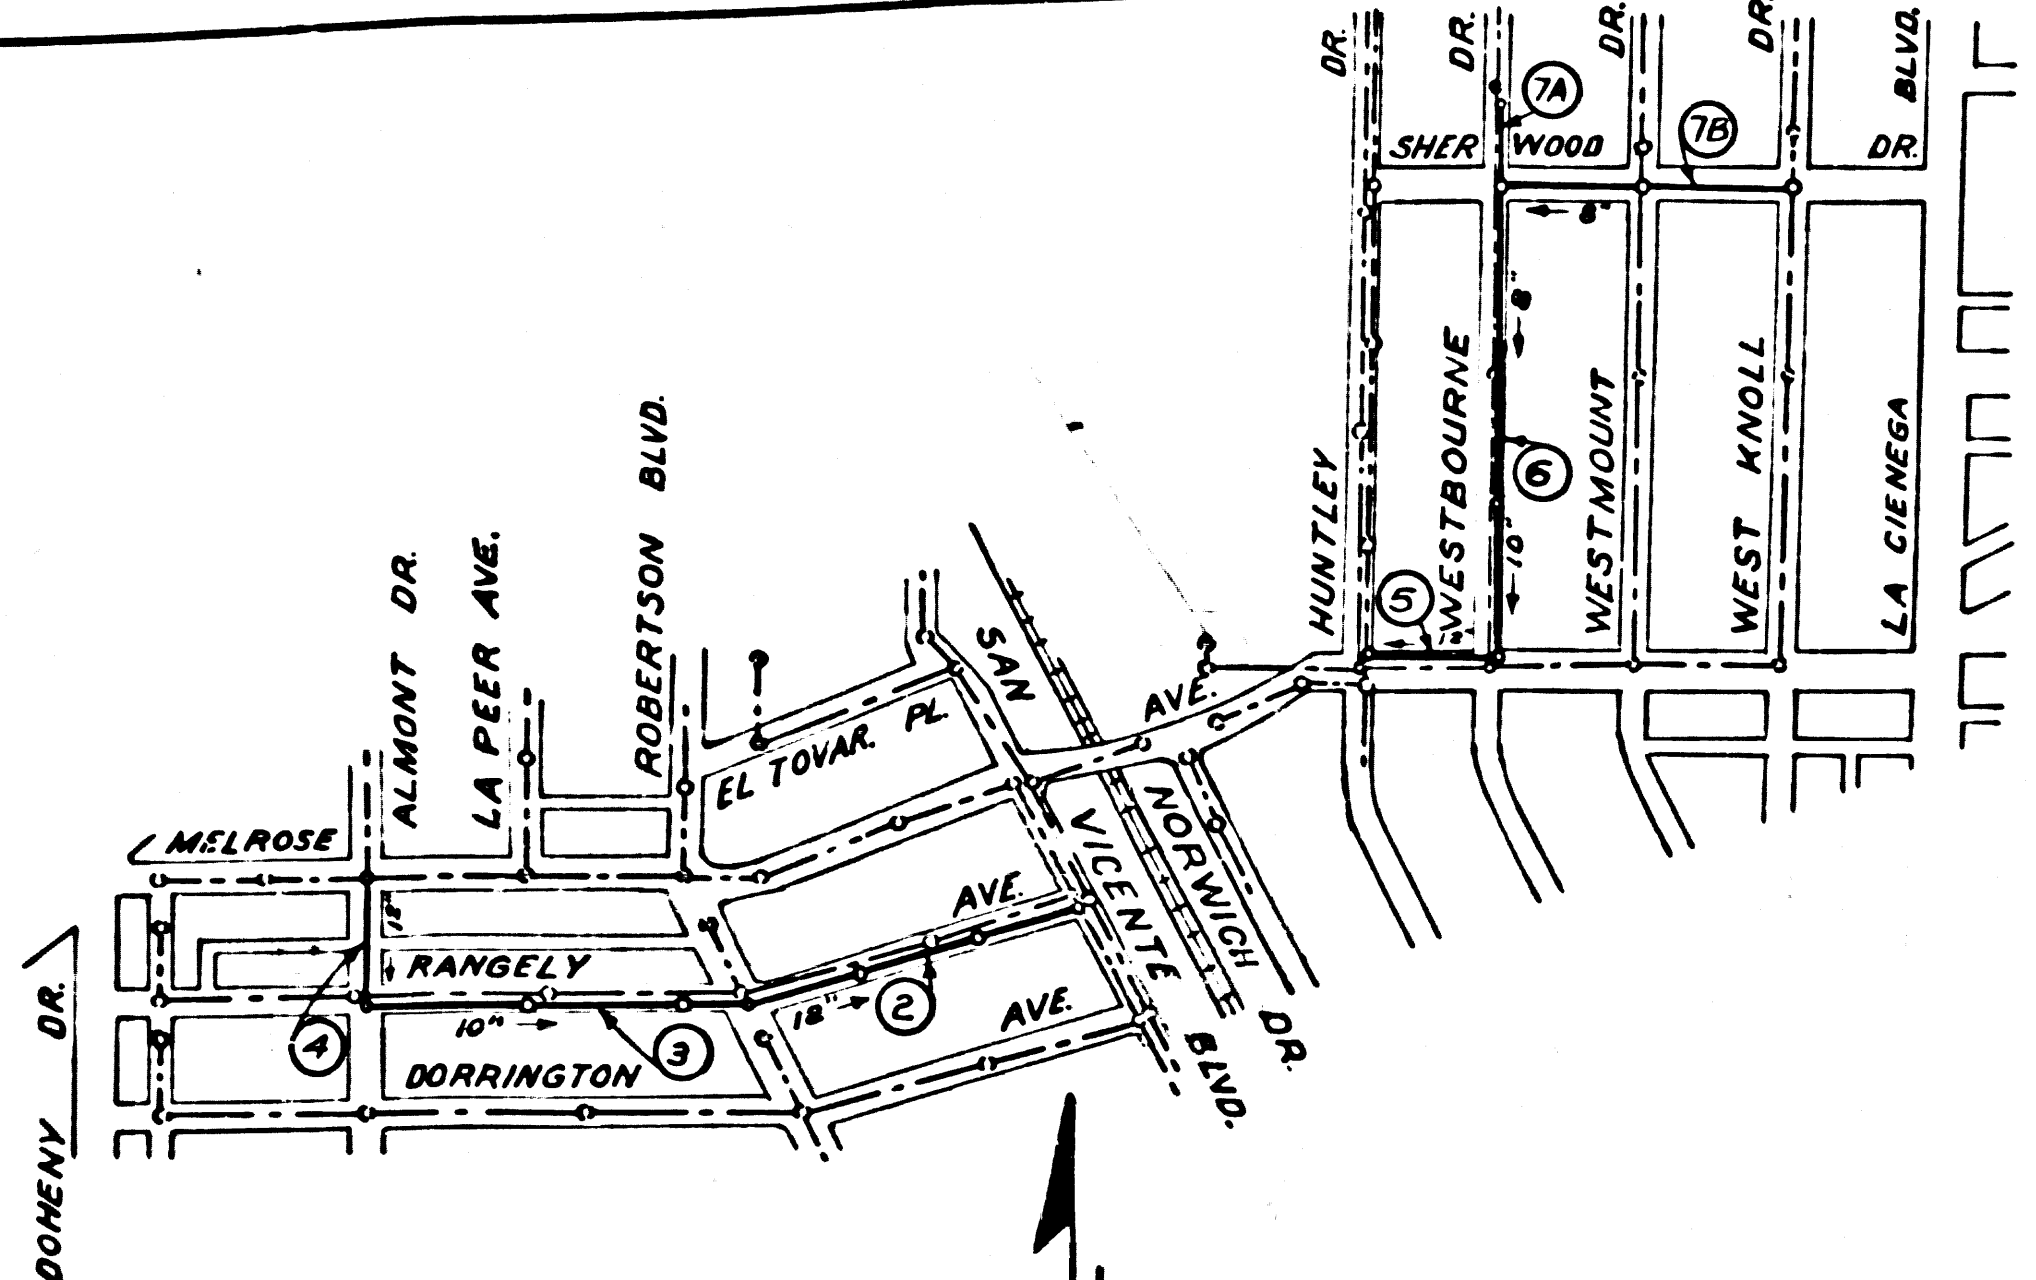 DR.
DR.
DR.
DR.
BLVD.
7A
7B
SHER WOOD DR.
8"
8"
HUNTLEY
WESTBOURNE
6
WESTMOUNT
WEST KNOLL
LA CIENEGA
10"
5
ALMONT DR.
LA PEER AVE.
ROBERTSON BLVD.
SAN VICENTE BLVD.
EL TOVAR. PL.
MELROSE AVE.
NORWICH DR.
RANGELY AVE.
10"
18"
2
3
4
DORRINGTON AVE.
DOHENY DR.